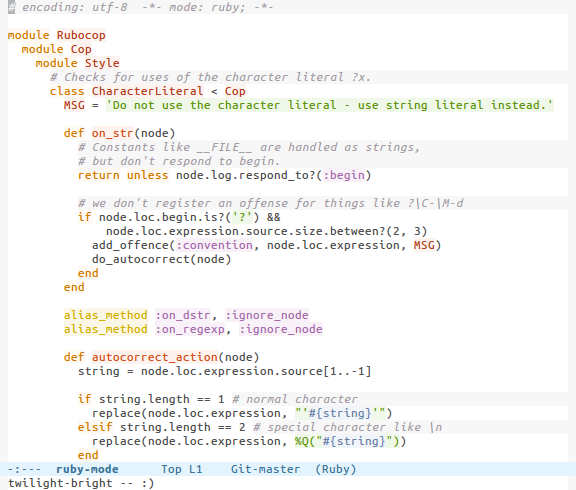 # encoding: utf-8  -*- mode: ruby; -*-

module Rubocop
  module Cop
    module Style
      # Checks for uses of the character literal ?x.
      class CharacterLiteral < Cop
        MSG = 'Do not use the character literal - use string literal instead.'

        def on_str(node)
          # Constants like __FILE__ are handled as strings,
          # but don't respond to begin.
          return unless node.log.respond_to?(:begin)

          # we don't register an offense for things like ?\C-\M-d
          if node.loc.begin.is?('?') &&
              node.loc.expression.source.size.between?(2, 3)
            add_offence(:convention, node.loc.expression, MSG)
            do_autocorrect(node)
          end
        end

        alias_method :on_dstr, :ignore_node
        alias_method :on_regexp, :ignore_node

        def autocorrect_action(node)
          string = node.loc.expression.source[1..-1]

          if string.length == 1 # normal character
            replace(node.loc.expression, "'#{string}'")
          elsif string.length == 2 # special character like \n
            replace(node.loc.expression, %Q("#{string}"))
          end
-:---  ruby-mode      Top L1    Git-master  (Ruby)
twilight-bright -- :)